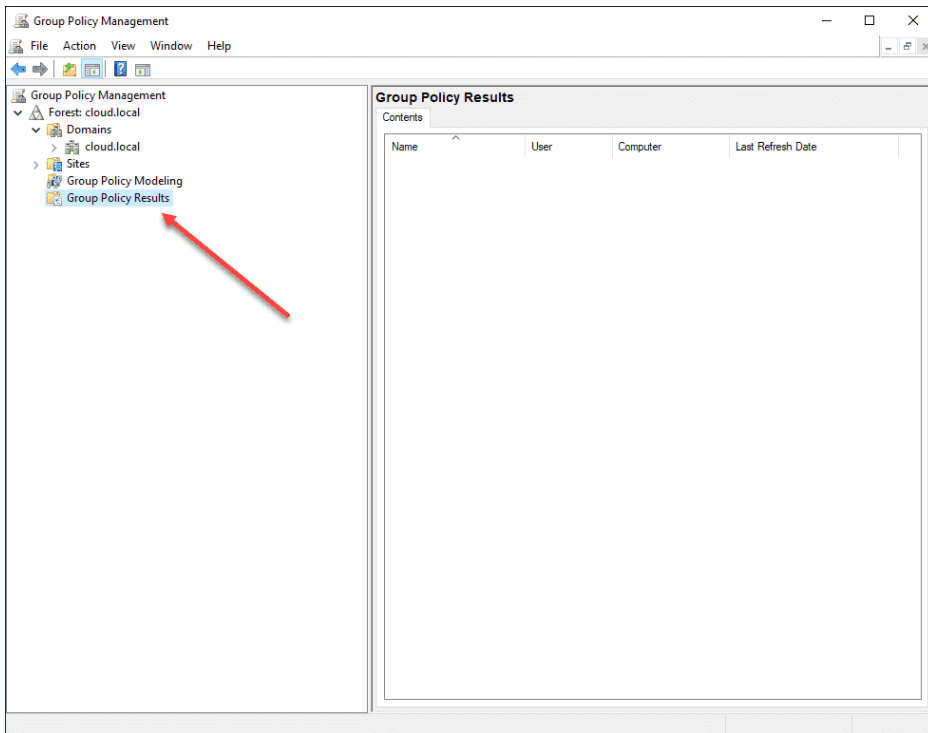 Group Policy Management
File Action View Window Help
Group Policy Management
Forest: cloud.local
Domains
cloud.local
Sites
Group Policy Modeling
Group Policy Results
Group Policy Results
Contents
Name User Computer Last Refresh Date